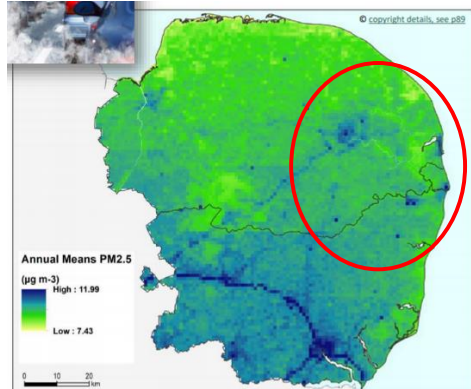 © copyright details, see p89
Annual Means PM2.5
(µg m-3)
High : 11.99
Low : 7.43
0 10 20
km